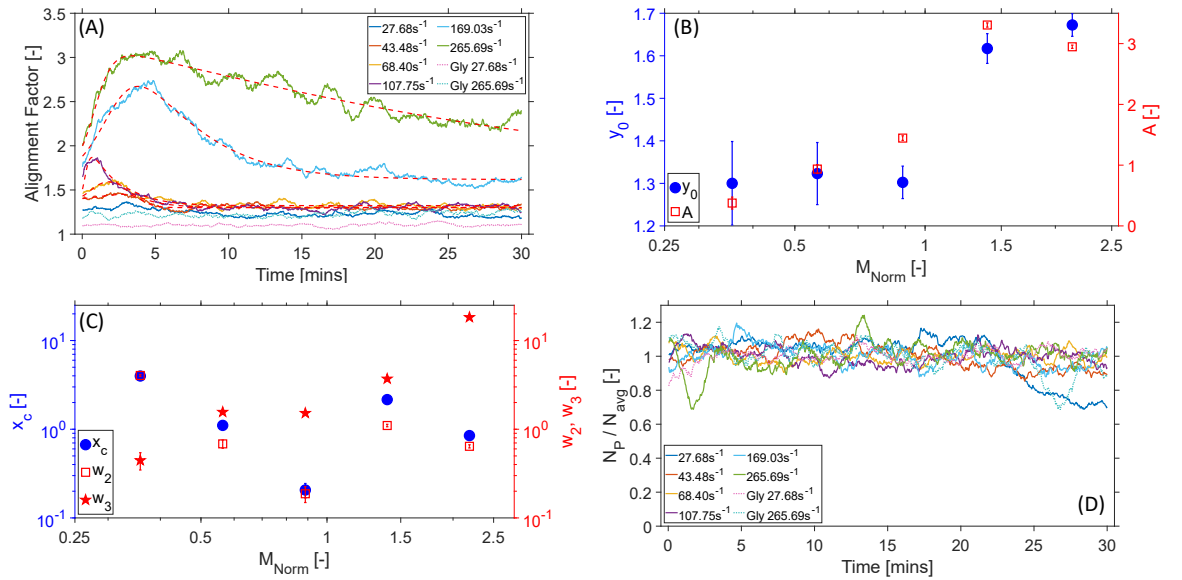 (A)
3.5
3
2.5
2
1.5
1
Alignment Factor [-]
0 5 10 15 20 25 30
Time [mins]
27.68s⁻¹ 169.03s⁻¹
43.48s⁻¹ 265.69s⁻¹
68.40s⁻¹ Gly 27.68s⁻¹
107.75s⁻¹ Gly 265.69s⁻¹
(B)
1.7
1.6
1.5
1.4
1.3
1.2
y₀ [-]
3
2
1
0
A [-]
y₀
A
0.25 0.5 1 1.5 2.5
M_Norm [-]
(C)
10¹
10⁰
10⁻¹
x_c [-]
10¹
10⁰
10⁻¹
w₂, w₃ [-]
x_c
w₂
w₃
0.25 0.5 1 1.5 2.5
M_Norm [-]
1.2
1
0.8
0.6
0.4
0.2
0
N_P / N_avg [-]
27.68s⁻¹ 169.03s⁻¹
43.48s⁻¹ 265.69s⁻¹
68.40s⁻¹ Gly 27.68s⁻¹
107.75s⁻¹ Gly 265.69s⁻¹
(D)
0 5 10 15 20 25 30
Time [mins]